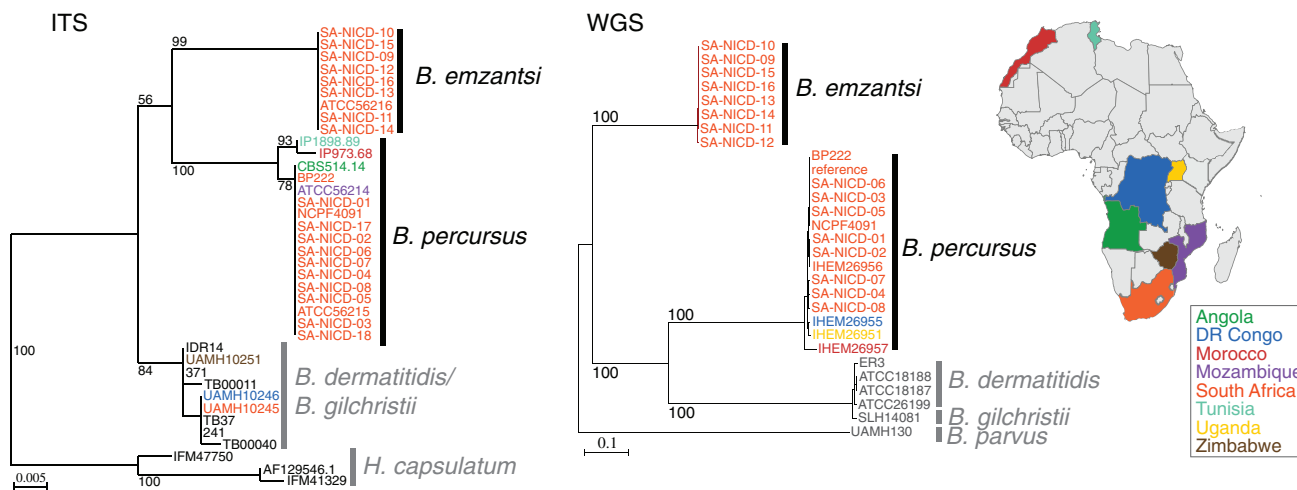 ITS
99
SA-NICD-10
SA-NICD-15
SA-NICD-09
SA-NICD-12
SA-NICD-16
SA-NICD-13
ATCC56216
SA-NICD-11
SA-NICD-14
B. emzantsi
56
93
IP1898.89
IP973.68
100
CBS514.14
78
BP222
ATCC56214
SA-NICD-01
NCPF4091
SA-NICD-17
SA-NICD-02
SA-NICD-06
SA-NICD-07
SA-NICD-04
SA-NICD-08
SA-NICD-05
ATCC56215
SA-NICD-03
SA-NICD-18
B. percursus
100
84
IDR14
UAMH10251
371
TB00011
UAMH10246
UAMH10245
TB37
241
TB00040
B. dermatitidis/
B. gilchristii
IFM47750
100
AF129546.1
IFM41329
H. capsulatum
0.005
WGS
100
SA-NICD-10
SA-NICD-09
SA-NICD-15
SA-NICD-16
SA-NICD-13
SA-NICD-14
SA-NICD-11
SA-NICD-12
B. emzantsi
BP222
reference
SA-NICD-06
SA-NICD-03
SA-NICD-05
NCPF4091
SA-NICD-01
SA-NICD-02
IHEM26956
SA-NICD-07
SA-NICD-04
SA-NICD-08
IHEM26955
IHEM26951
IHEM26957
B. percursus
100
100
100
ER3
ATCC18188
ATCC18187
ATCC26199
B. dermatitidis
SLH14081
B. gilchristii
UAMH130
B. parvus
0.1
Angola
DR Congo
Morocco
Mozambique
South Africa
Tunisia
Uganda
Zimbabwe